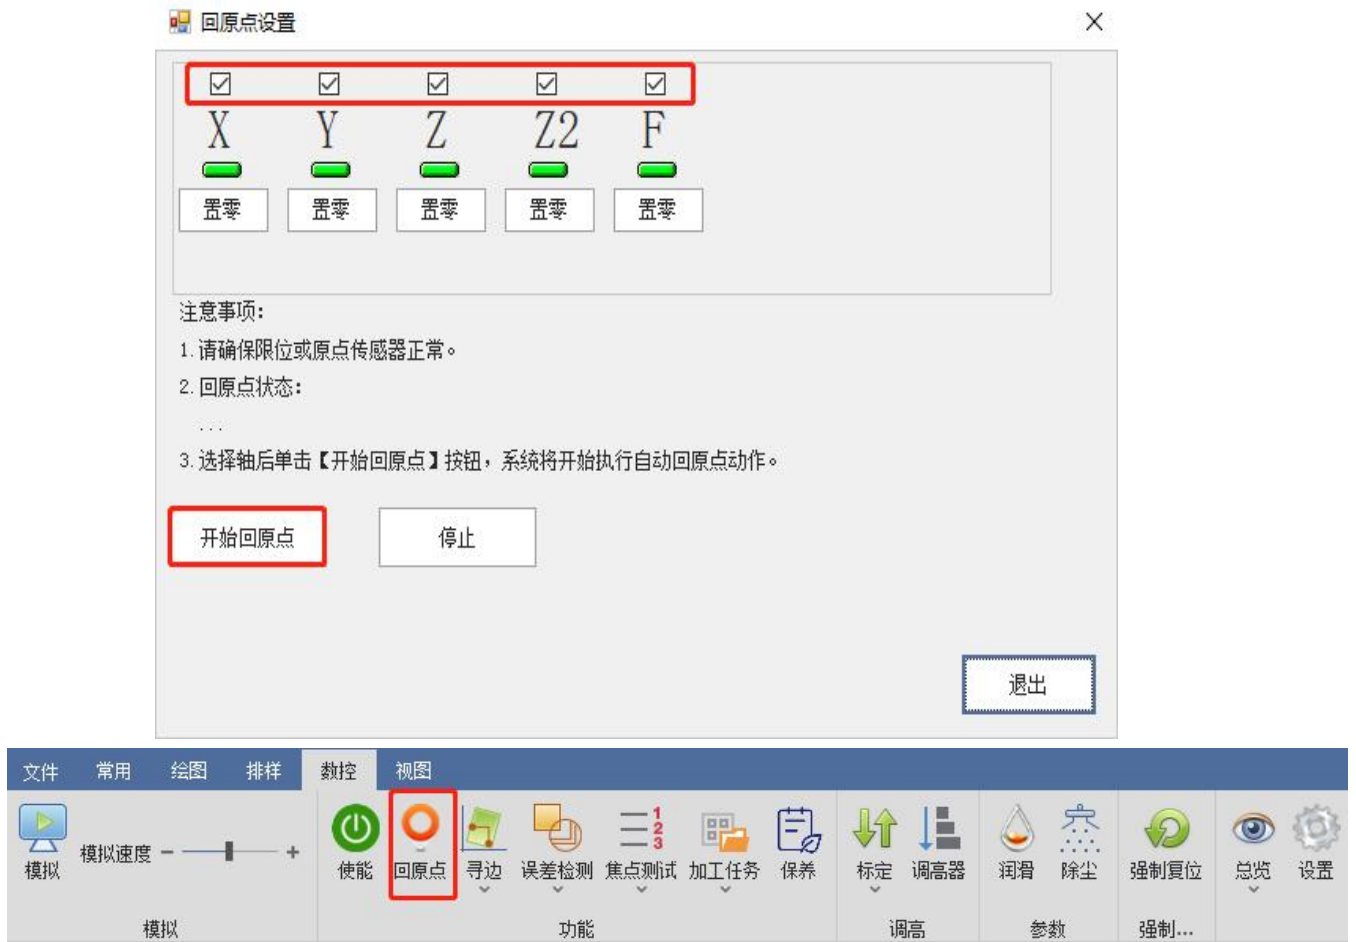 回原点设置
X Y Z Z2 F
置零 置零 置零 置零 置零
注意事项：
1. 请确保限位或原点传感器正常。
2. 回原点状态：
...
3. 选择轴后单击【开始回原点】按钮，系统将开始执行自动回原点动作。
开始回原点 停止
退出
文件 常用 绘图 排样 数控 视图
1
2
3
模拟速度 - +
模拟 使能 回原点 寻边 误差检测 焦点测试 加工任务 保养 标定 调高器 润滑 除尘 强制复位 总览 设置
模拟 功能 调高 参数 强制...